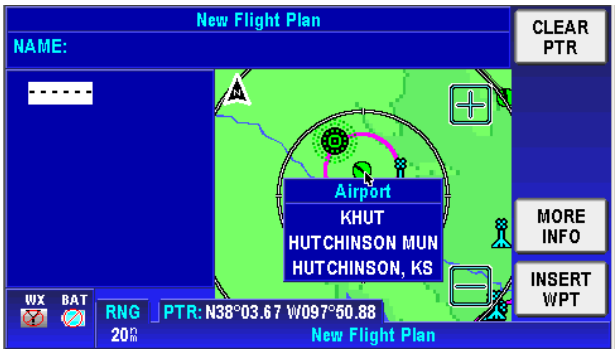 New Flight Plan
NAME:
CLEAR
PTR
------
N
Airport
KHUT
HUTCHINSON MUN
HUTCHINSON, KS
MORE
INFO
INSERT
WPT
WX BAT
RNG
PTR: N38°03.67 W097°50.88
20nm
New Flight Plan